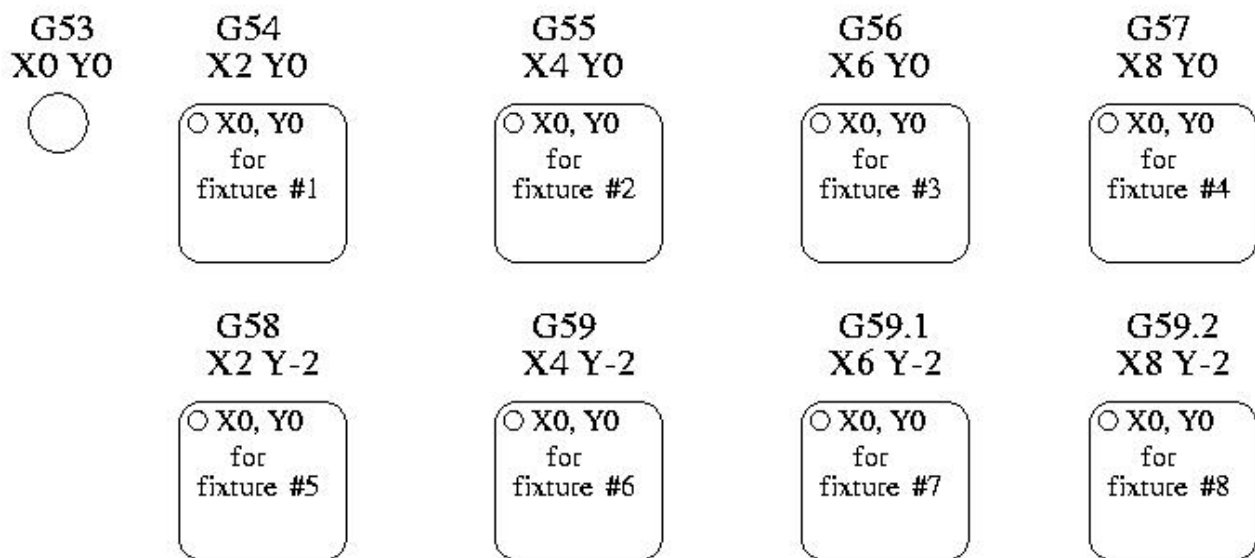 G53 G54 G55 G56 G57
X0 Y0 X2 Y0 X4 Y0 X6 Y0 X8 Y0
X0, Y0 X0, Y0 X0, Y0 X0, Y0
for for for for
fixture #1 fixture #2 fixture #3 fixture #4
G58 G59 G59.1 G59.2
X2 Y-2 X4 Y-2 X6 Y-2 X8 Y-2
X0, Y0 X0, Y0 X0, Y0 X0, Y0
for for for for
fixture #5 fixture #6 fixture #7 fixture #8